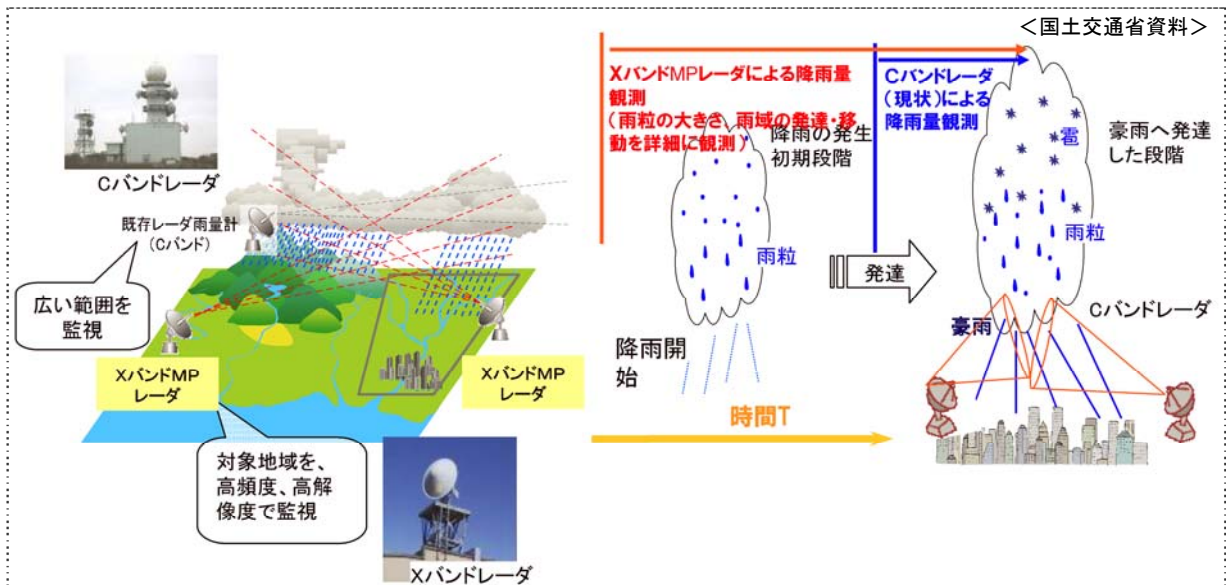 ＜国土交通省資料＞
Cバンドレーダ
既存レーダ雨量計
（Cバンド）
広い範囲を
監視
XバンドMP
レーダ
XバンドMP
レーダ
対象地域を、
高頻度、高解
像度で監視
Xバンドレーダ
XバンドMPレーダによる降雨量
観測
（雨粒の大きさ、雨域の発達・移
動を詳細に観測）
降雨の発生
初期段階
雨粒
降雨開
始
時間T
Cバンドレーダ
（現状）による
降雨量観測
発達
雹
豪雨へ発達
した段階
雨粒
豪雨
Cバンドレーダ